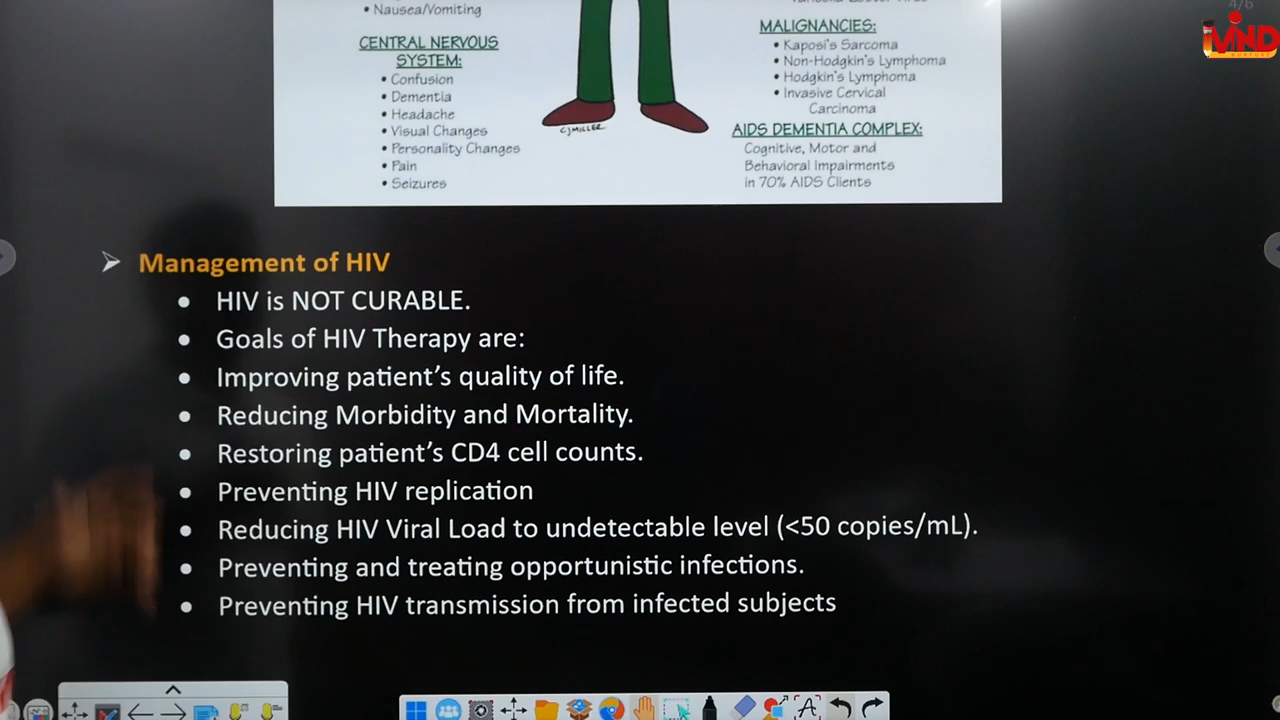 4/6
MIND
• Nausea/Vomiting
CENTRAL NERVOUS
SYSTEM:
• Confusion
• Dementia
• Headache
• Visual Changes
• Personality Changes
• Pain
• Seizures
CJMILLER
MALIGNANCIES:
• Kaposi's Sarcoma
• Non-Hodgkin's Lymphoma
• Hodgkin's Lymphoma
• Invasive Cervical
Carcinoma
AIDS DEMENTIA COMPLEX:
Cognitive, Motor and
Behavioral Impairments
in 70% AIDS Clients
➤ Management of HIV
• HIV is NOT CURABLE.
• Goals of HIV Therapy are:
• Improving patient's quality of life.
• Reducing Morbidity and Mortality.
• Restoring patient's CD4 cell counts.
• Preventing HIV replication
• Reducing HIV Viral Load to undetectable level (<50 copies/mL).
• Preventing and treating opportunistic infections.
• Preventing HIV transmission from infected subjects